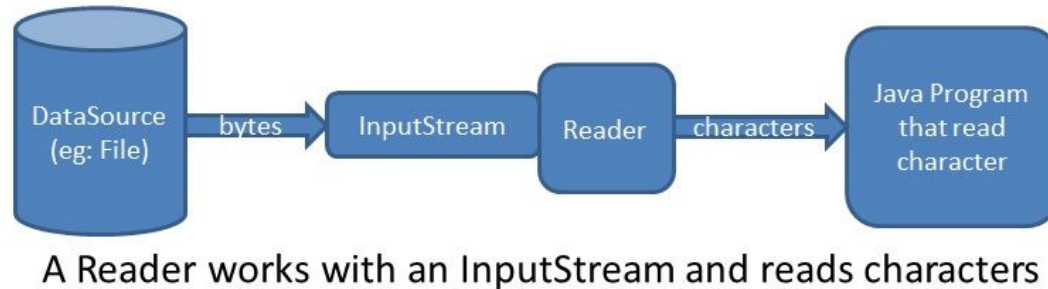 DataSource
(eg: File)
bytes
InputStream
Reader
characters
Java Program
that read
character
A Reader works with an InputStream and reads characters